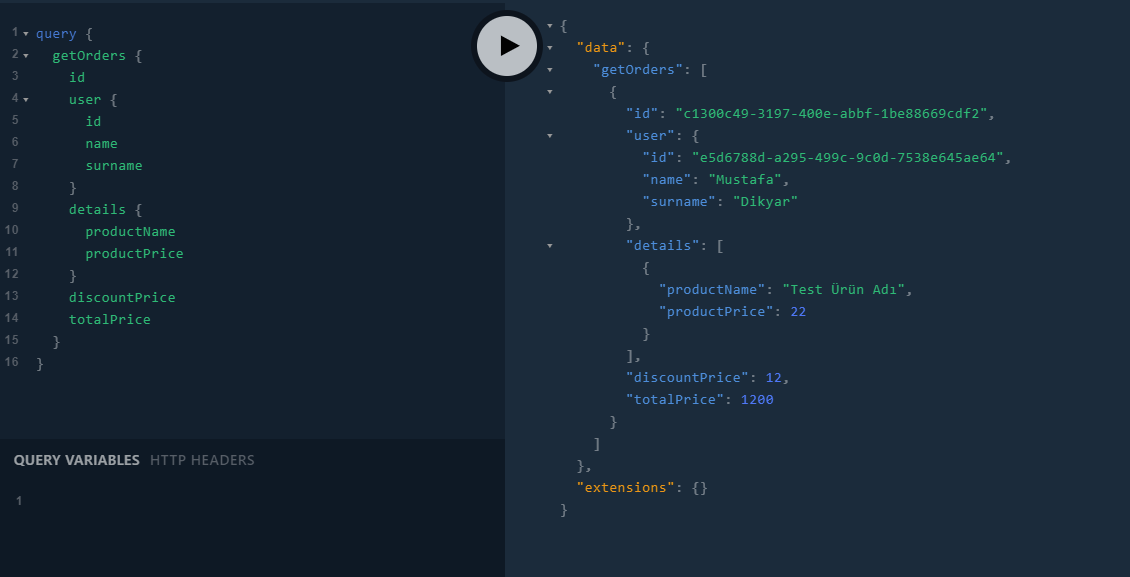 1 query {
2 getOrders {
3 id
4 user {
5 id
6 name
7 surname
8 }
9 details {
10 productName
11 productPrice
12 }
13 discountPrice
14 totalPrice
15 }
16 }
QUERY VARIABLES HTTP HEADERS
1
{
"data": {
"getOrders": [
{
"id": "c1300c49-3197-400e-abbf-1be88669cdf2",
"user": {
"id": "e5d6788d-a295-499c-9c0d-7538e645ae64",
"name": "Mustafa",
"surname": "Dikyar"
},
"details": [
{
"productName": "Test Ürün Adı",
"productPrice": 22
}
],
"discountPrice": 12,
"totalPrice": 1200
}
]
},
"extensions": {}
}